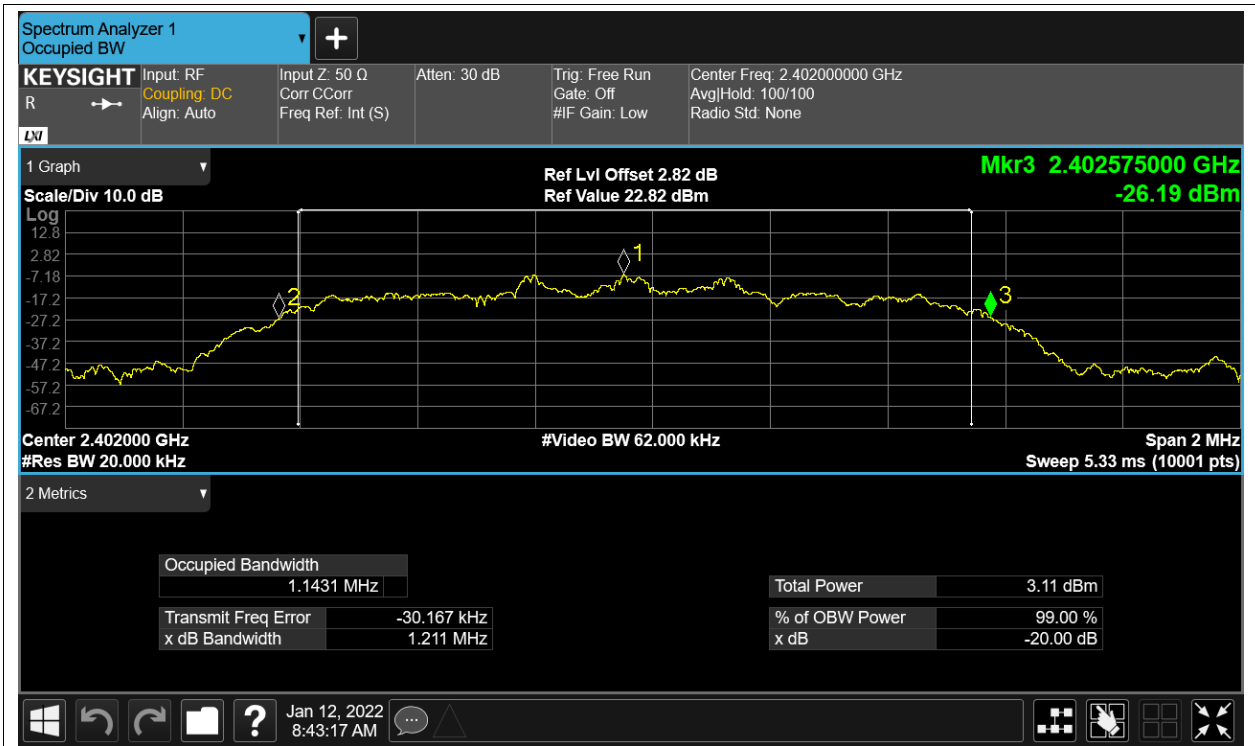 Spectrum Analyzer 1
Occupied BW
KEYSIGHT
R
LXI
Input: RF
Coupling: DC
Align: Auto
Input Z: 50 Ω
Corr CCorr
Freq Ref: Int (S)
Atten: 30 dB
Trig: Free Run
Gate: Off
#IF Gain: Low
Center Freq: 2.402000000 GHz
Avg|Hold: 100/100
Radio Std: None
1 Graph
Scale/Div 10.0 dB
Ref Lvl Offset 2.82 dB
Ref Value 22.82 dBm
Mkr3 2.402575000 GHz
-26.19 dBm
Log
12.8
2.82
-7.18
-17.2
-27.2
-37.2
-47.2
-57.2
-67.2
1
2
3
Center 2.402000 GHz
#Video BW 62.000 kHz
Span 2 MHz
#Res BW 20.000 kHz
Sweep 5.33 ms (10001 pts)
2 Metrics
Occupied Bandwidth
1.1431 MHz
Total Power 3.11 dBm
Transmit Freq Error -30.167 kHz
% of OBW Power 99.00 %
x dB Bandwidth 1.211 MHz
x dB -20.00 dB
?
Jan 12, 2022
8:43:17 AM